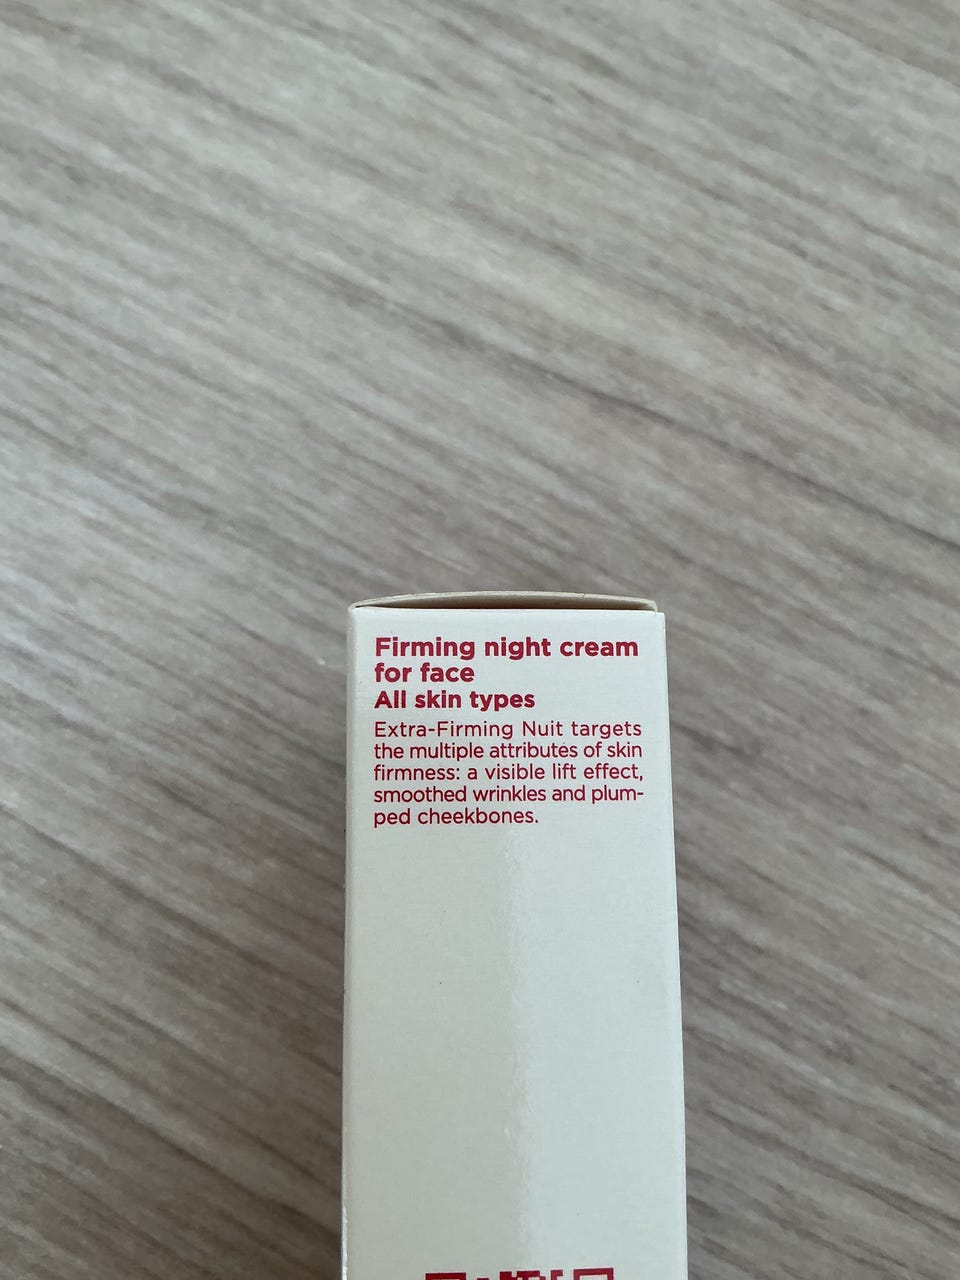 Firming night cream
for face
All skin types
Extra-Firming Nuit targets
the multiple attributes of skin
firmness: a visible lift effect,
smoothed wrinkles and plum-
ped cheekbones.